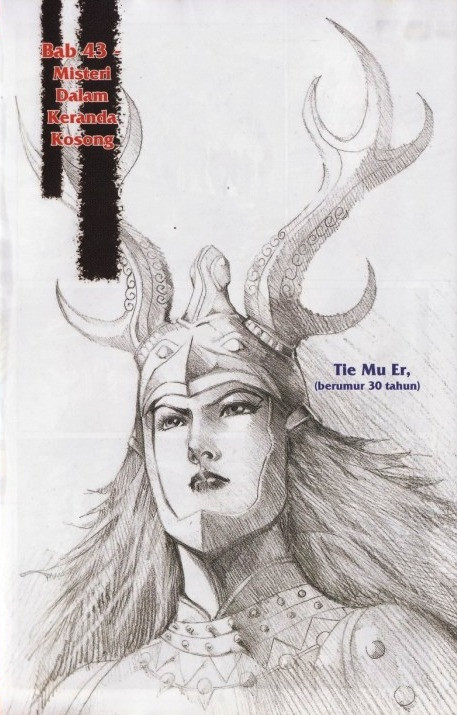 Bab 43 -
Misteri
Dalam
Keranda
Kosong
Tie Mu Er,
(berumur 30 tahun)